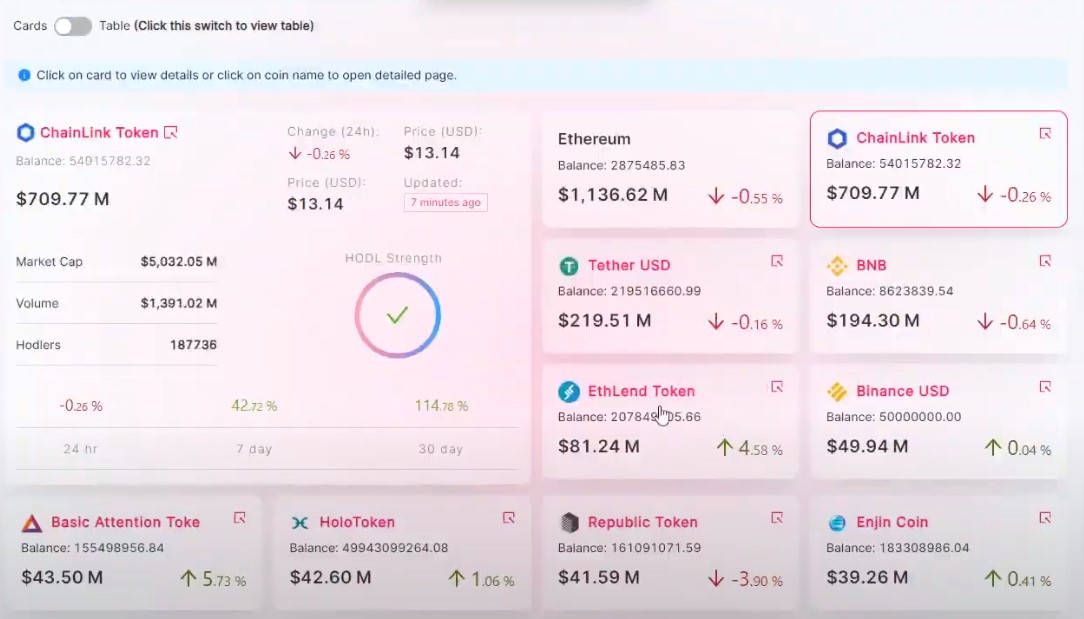 Cards Table (Click this switch to view table)
Click on card to view details or click on coin name to open detailed page.
ChainLink Token
Balance: 54015782.32
$709.77 M
Change (24h):
-0.26 %
Price (USD):
$13.14
Price (USD):
$13.14
Updated:
7 minutes ago
Market Cap $5,032.05 M
Volume $1,391.02 M
Hodlers 187736
HODL Strength
-0.26 % 42.72 % 114.78 %
24 hr 7 day 30 day
Ethereum
Balance: 2875485.83
$1,136.62 M -0.55 %
ChainLink Token
Balance: 54015782.32
$709.77 M -0.26 %
Tether USD
Balance: 219516660.99
$219.51 M -0.16 %
BNB
Balance: 8623839.54
$194.30 M -0.64 %
EthLend Token
Balance:
$81.24 M 4.58 %
Binance USD
Balance: 50000000.00
$49.94 M 0.04 %
Basic Attention Toke
Balance: 155498956.84
$43.50 M 5.73 %
HoloToken
Balance: 49943099264.08
$42.60 M 1.06 %
Republic Token
Balance: 161091071.59
$41.59 M -3.90 %
Enjin Coin
Balance: 183308986.04
$39.26 M 0.41 %